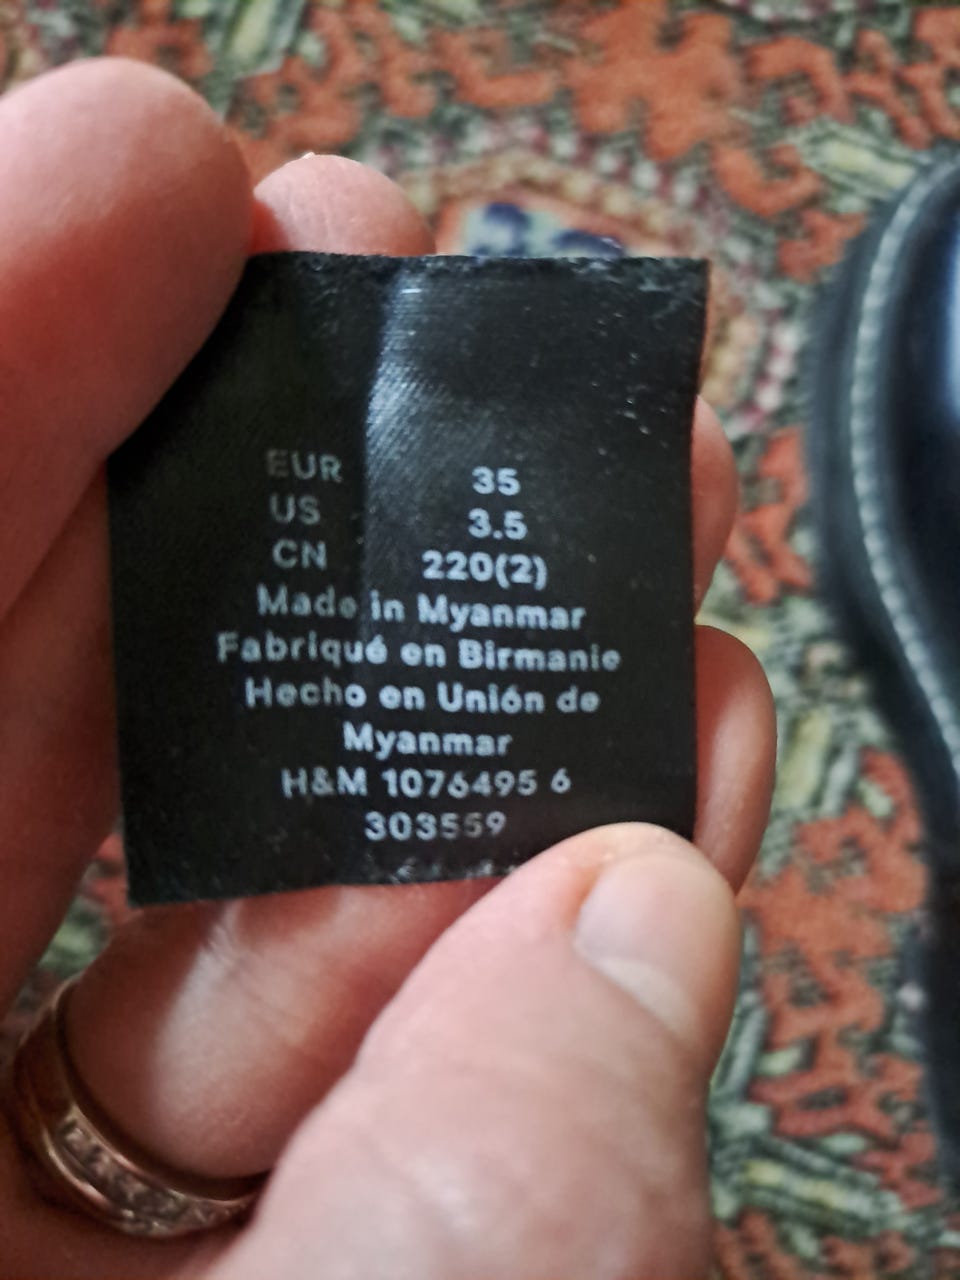 EUR 35
US 3.5
CN 220(2)
Made in Myanmar
Fabriqué en Birmanie
Hecho en Unión de
Myanmar
H&M 1076495 6
303559